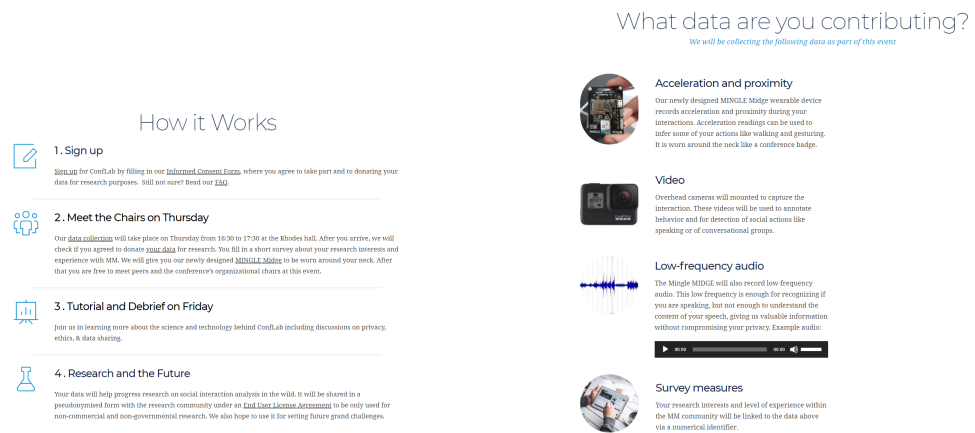 How it Works
1. Sign up
Sign up for ConfLab by filling in our Informed Consent Form, where you agree to take part and to donating your
data for research purposes. Still not sure? Read our FAQ.
2. Meet the Chairs on Thursday
Our data collection will take place on Thursday from 16:30 to 17:30 at the Rhodes hall. After you arrive, we will
check if you agreed to donate your data for research. You fill in a short survey about your research interests and
experience with MM. We will give you our newly designed MINGLE Midge to be worn around your neck. After
that you are free to meet peers and the conference's organizational chairs at this event.
3. Tutorial and Debrief on Friday
Join us in learning more about the science and technology behind ConfLab including discussions on privacy,
ethics, & data sharing.
4. Research and the Future
Your data will help progress research on social interaction analysis in the wild. It will be shared in a
pseudonymised form with the research community under an End User License Agreement to be only used for
non-commercial and non-governmental research. We also hope to use it for setting future grand challenges.
What data are you contributing?
We will be collecting the following data as part of this event
Acceleration and proximity
Our newly designed MINGLE Midge wearable device
records acceleration and proximity during your
interactions. Acceleration readings can be used to
infer some of your actions like walking and gesturing.
It is worn around the neck like a conference badge.
Video
Overhead cameras will mounted to capture the
interaction. These videos will be used to annotate
behavior and for detection of social actions like
speaking or of conversational groups.
Low-frequency audio
The Mingle MIDGE will also record low-frequency
audio. This low frequency is enough for recognizing if
you are speaking, but not enough to understand the
content of your speech, giving us valuable information
without compromising your privacy. Example audio:
00:00 00:00
Survey measures
Your research interests and level of experience within
the MM community will be linked to the data above
via a numerical identifier.